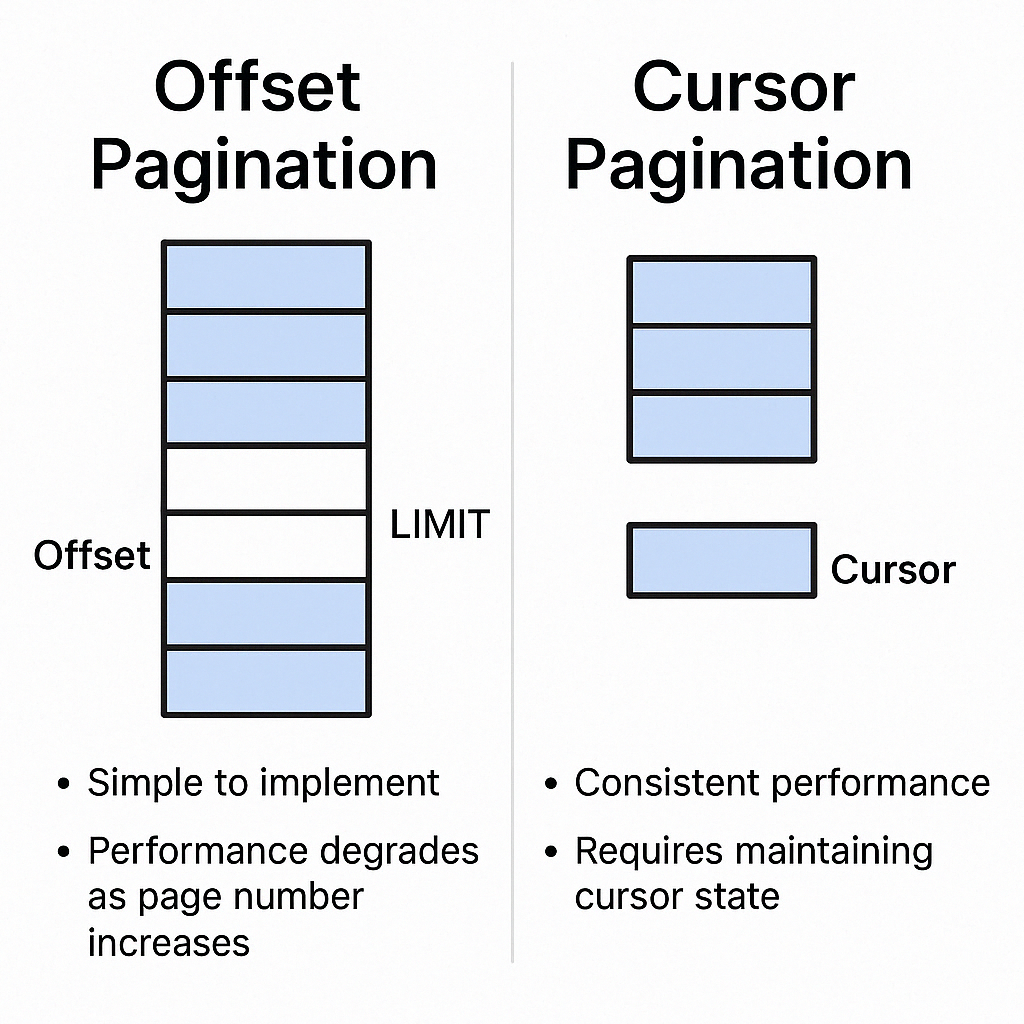 Offset
Pagination
Offset
LIMIT
• Simple to implement
• Performance degrades
as page number
increases
Cursor
Pagination
Cursor
• Consistent performance
• Requires maintaining
cursor state